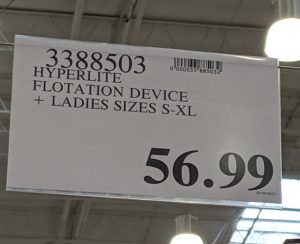 3388503
HYPERLITE
FLOTATION DEVICE
+ LADIES SIZES S-XL
56.99